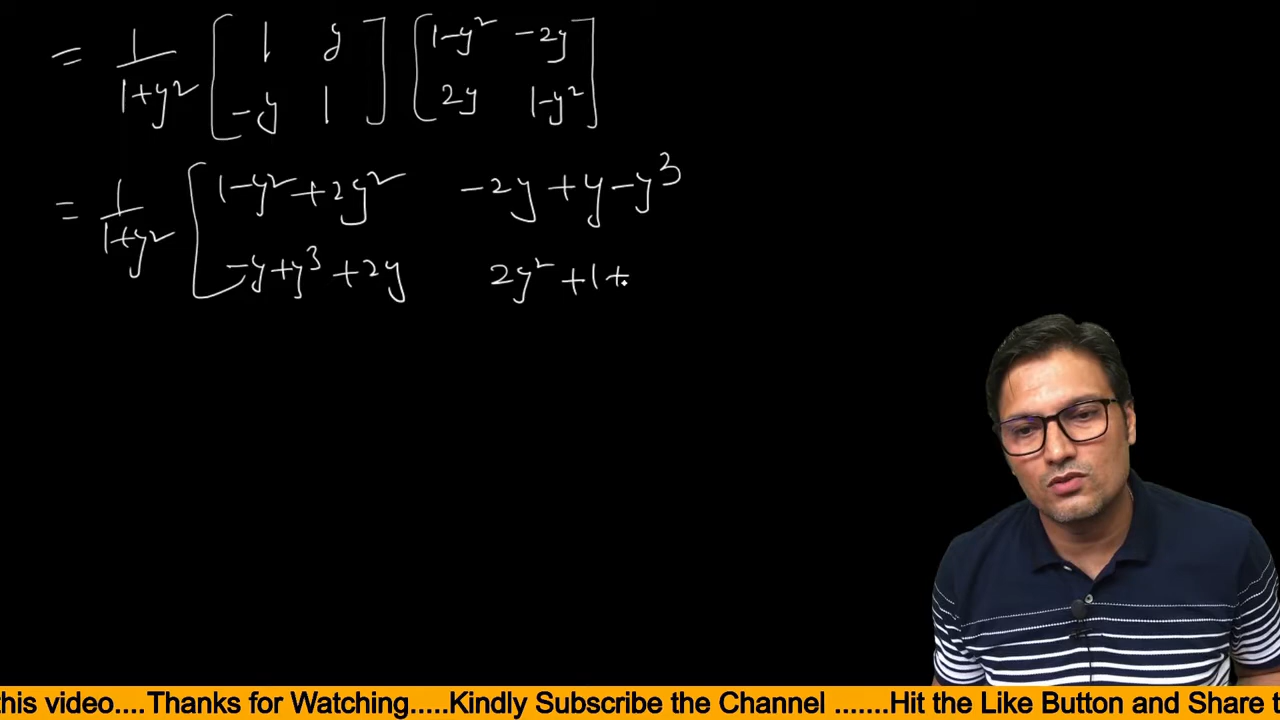 = 1/(1+y²) [1 y; -y 1] [1-y² -2y; 2y 1-y²]
= 1/(1+y²) [1-y²+2y² -2y+y-y³
-y+y³+2y 2y²+1+
this video....Thanks for Watching.....Kindly Subscribe the Channel .......Hit the Like Button and Share t